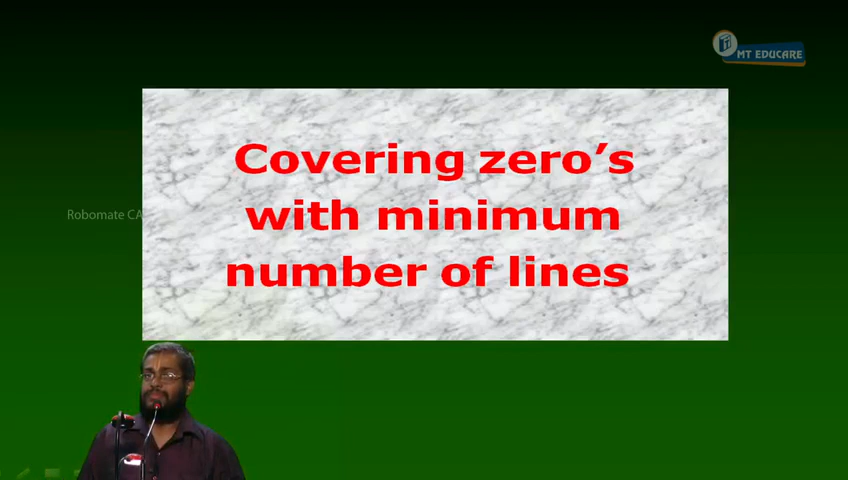 MT EDUCARE
Covering zero’s
with minimum
number of lines
Robomate CA